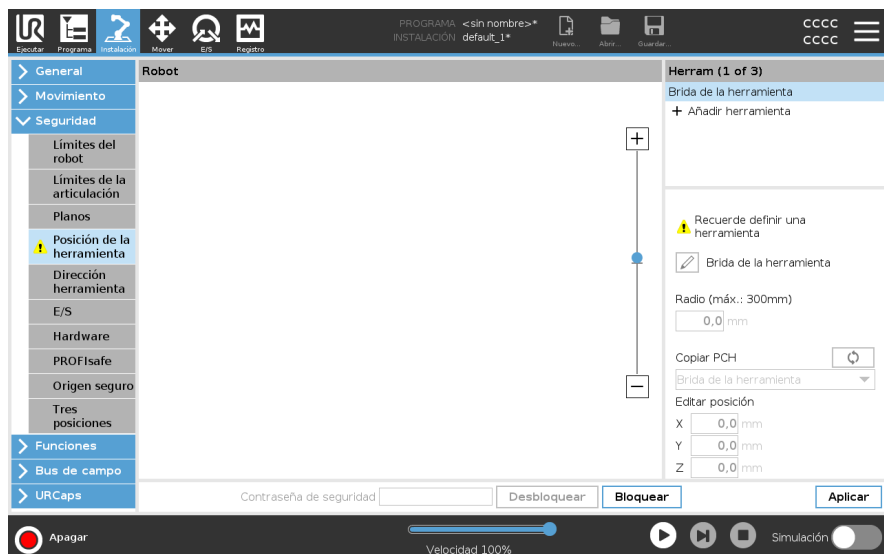 PROGRAMA <sin nombre>*
INSTALACIÓN default_1*
Ejecutar Programa Instalación Mover E/S Registro
Nuevo... Abrir... Guardar...
CCCC
CCCC
General
Movimiento
Seguridad
Límites del
robot
Límites de la
articulación
Planos
Posición de la
herramienta
Dirección
herramienta
E/S
Hardware
PROFIsafe
Origen seguro
Tres
posiciones
Funciones
Bus de campo
URCaps
Robot
Herram (1 of 3)
Brida de la herramienta
+ Añadir herramienta
Recuerde definir una
herramienta
Brida de la herramienta
Radio (máx.: 300mm)
0,0 mm
Copiar PCH
Brida de la herramienta
Editar posición
X 0,0 mm
Y 0,0 mm
Z 0,0 mm
Contraseña de seguridad Desbloquear Bloquear Aplicar
Apagar
Velocidad 100%
Simulación